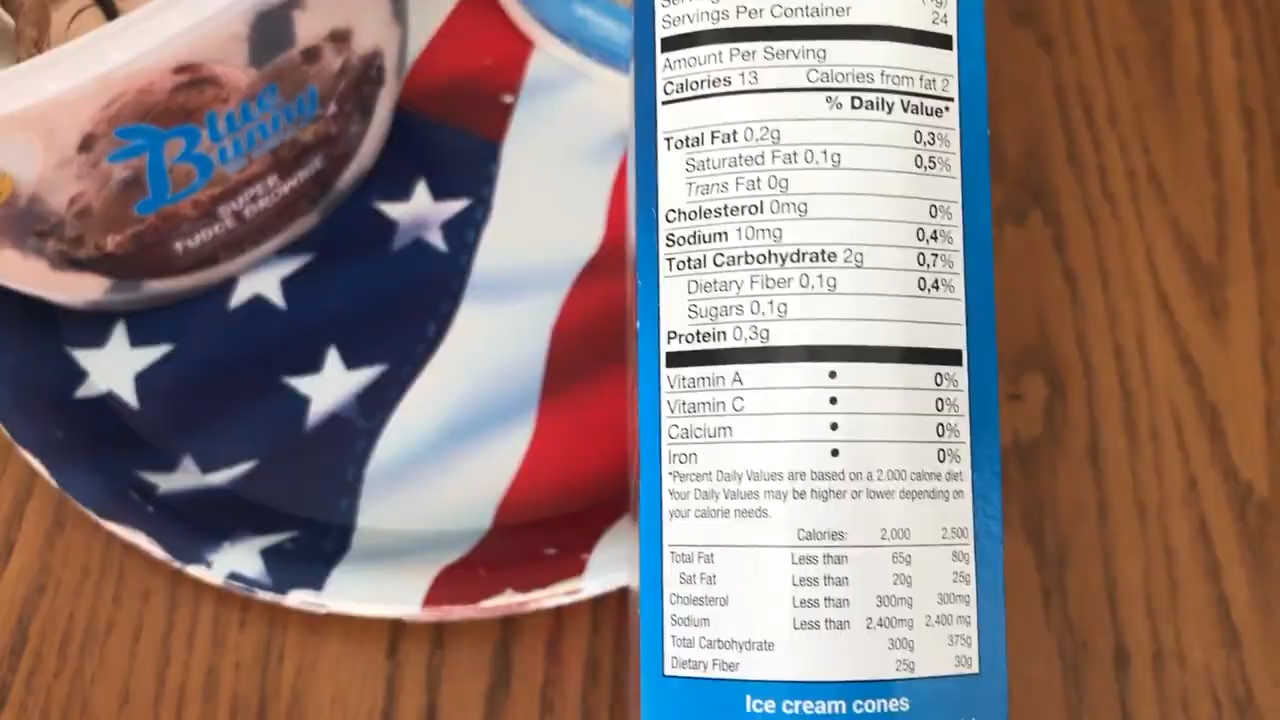 Blue
Bunny
SUPER
FUDGE BROWNIE
Servings Per Container 24
Amount Per Serving
Calories 13 Calories from fat 2
% Daily Value*
Total Fat 0,2g 0,3%
Saturated Fat 0,1g 0,5%
Trans Fat 0g
Cholesterol 0mg 0%
Sodium 10mg 0,4%
Total Carbohydrate 2g 0,7%
Dietary Fiber 0,1g 0,4%
Sugars 0,1g
Protein 0,3g
Vitamin A • 0%
Vitamin C • 0%
Calcium • 0%
Iron • 0%
*Percent Daily Values are based on a 2,000 calorie diet.
Your Daily Values may be higher or lower depending on
your calorie needs.
Calories: 2,000 2,500
Total Fat Less than 65g 80g
Sat Fat Less than 20g 25g
Cholesterol Less than 300mg 300mg
Sodium Less than 2,400mg 2,400 mg
Total Carbohydrate 300g 375g
Dietary Fiber 25g 30g
Ice cream cones